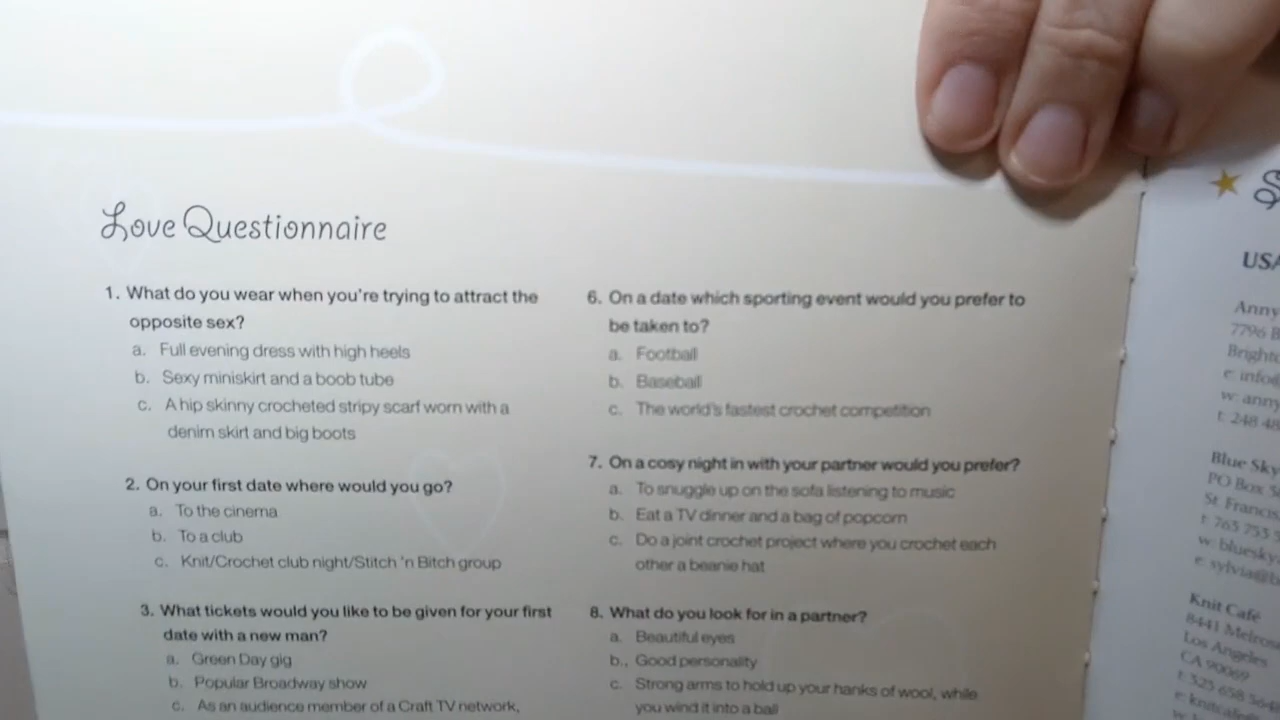 Love Questionnaire
1. What do you wear when you're trying to attract the
opposite sex?
a. Full evening dress with high heels
b. Sexy miniskirt and a boob tube
c. A hip skinny crocheted stripy scarf worn with a
denim skirt and big boots
2. On your first date where would you go?
a. To the cinema
b. To a club
c. Knit/Crochet club night/Stitch 'n Bitch group
3. What tickets would you like to be given for your first
date with a new man?
a. Green Day gig
b. Popular Broadway show
c. As an audience member of a Craft TV network,
6. On a date which sporting event would you prefer to
be taken to?
a. Football
b. Baseball
c. The world's fastest crochet competition
7. On a cosy night in with your partner would you prefer?
a. To snuggle up on the sofa listening to music
b. Eat a TV dinner and a bag of popcorn
c. Do a joint crochet project where you crochet each
other a beanie hat
8. What do you look for in a partner?
a. Beautiful eyes
b., Good personality
c. Strong arms to hold up your hanks of wool, while
you wind it into a ball
USA
Anny
7796 B
Blue Sky
PO Box
St. Francis
Knit Café
8441 Melrose
Los Angeles
CA 90069